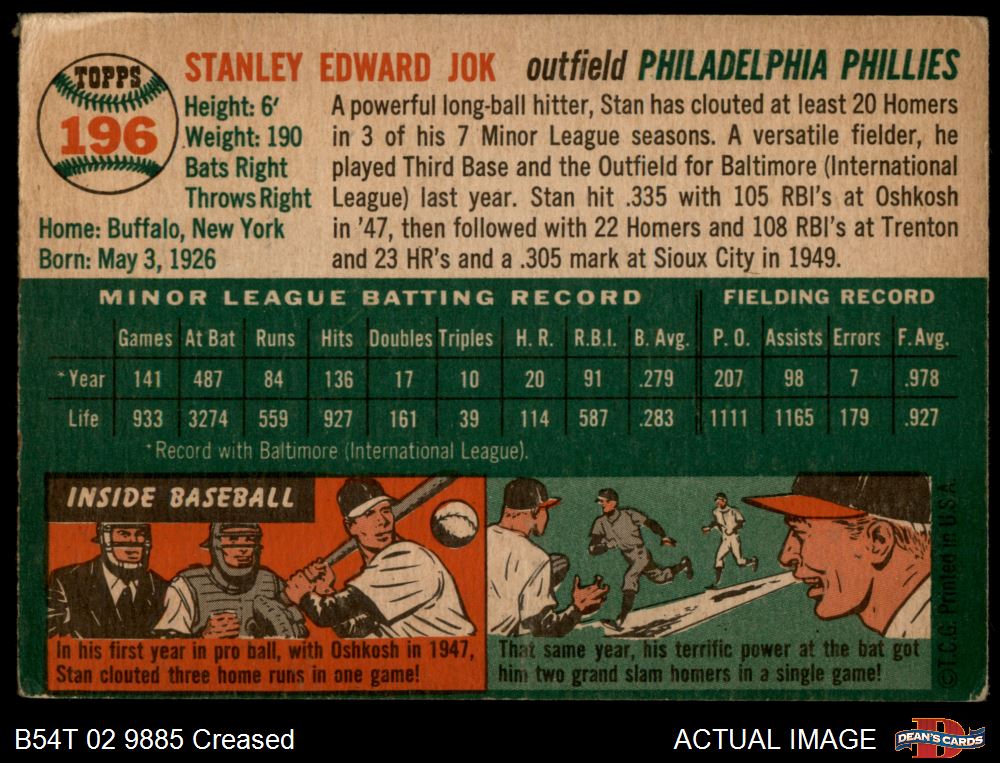 TOPPS
196
STANLEY EDWARD JOK outfield PHILADELPHIA PHILLIES
Height: 6'
Weight: 190
Bats Right
Throws Right
Home: Buffalo, New York
Born: May 3, 1926
A powerful long-ball hitter, Stan has clouted at least 20 Homers
in 3 of his 7 Minor League seasons. A versatile fielder, he
played Third Base and the Outfield for Baltimore (International
League) last year. Stan hit .335 with 105 RBI's at Oshkosh
in '47, then followed with 22 Homers and 108 RBI's at Trenton
and 23 HR's and a .305 mark at Sioux City in 1949.
MINOR LEAGUE BATTING RECORD FIELDING RECORD
Games At Bat Runs Hits Doubles Triples H. R. R.B.I. B. Avg. P. O. Assists Errors F. Avg.
*Year 141 487 84 136 17 10 20 91 .279 207 98 7 .978
Life 933 3274 559 927 161 39 114 587 .283 1111 1165 179 .927
*Record with Baltimore (International League).
INSIDE BASEBALL
In his first year in pro ball, with Oshkosh in 1947,
Stan clouted three home runs in one game!
That same year, his terrific power at the bat got
him two grand slam homers in a single game!
©T.C.G. Printed in U.S.A.
B54T 02 9885 Creased
ACTUAL IMAGE
DEAN'S CARDS